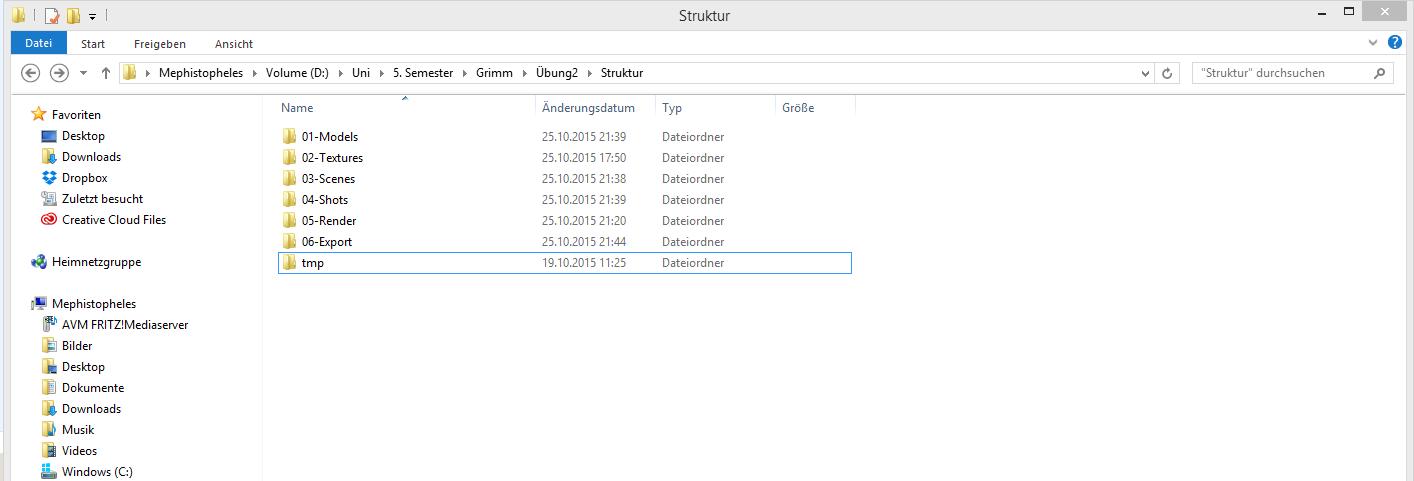 Struktur
Datei Start Freigeben Ansicht
Mephistopheles Volume (D:) Uni 5. Semester Grimm Übung2 Struktur "Struktur" durchsuchen
Favoriten
Desktop
Downloads
Dropbox
Zuletzt besucht
Creative Cloud Files
Heimnetzgruppe
Mephistopheles
AVM FRITZ!Mediaserver
Bilder
Desktop
Dokumente
Downloads
Musik
Videos
Windows (C:)
Name Änderungsdatum Typ Größe
01-Models 25.10.2015 21:39 Dateiordner
02-Textures 25.10.2015 17:50 Dateiordner
03-Scenes 25.10.2015 21:38 Dateiordner
04-Shots 25.10.2015 21:39 Dateiordner
05-Render 25.10.2015 21:20 Dateiordner
06-Export 25.10.2015 21:44 Dateiordner
tmp 19.10.2015 11:25 Dateiordner